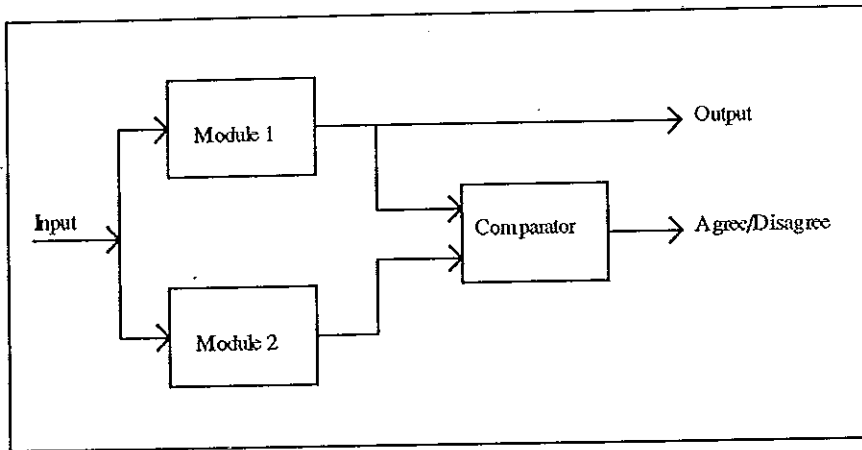 Module 1
Output
Input
Comparator
Agree/Disagree
Module 2